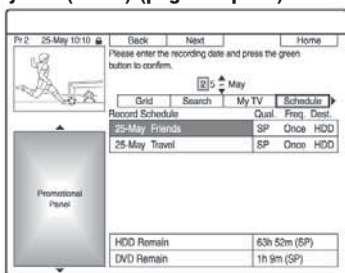 Pr 2 25-May 10:10
Back Next Home
Please enter the recording date and press the green
button to confirm.
25 May
Grid Search My TV Schedule
Record Schedule Qual. Freq. Dest.
25-May Friends SP Once HDD
25-May Travel SP Once HDD
Promotional
Panel
HDD Remain 63h 52m (SP)
DVD Remain 1h 9m (SP)